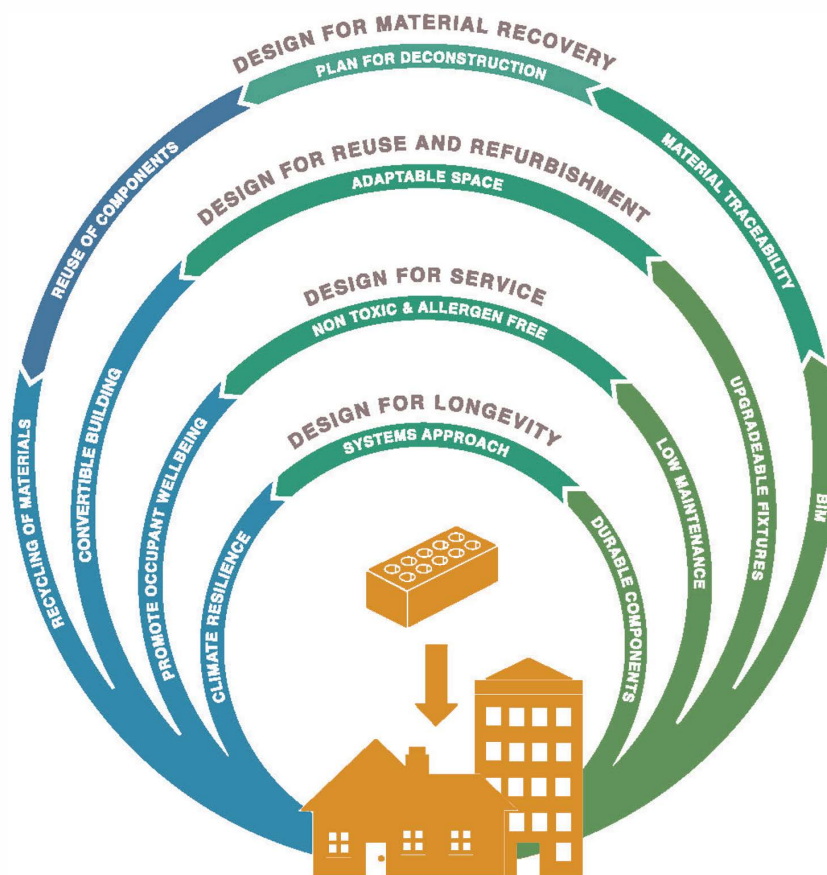 DESIGN FOR MATERIAL RECOVERY
PLAN FOR DECONSTRUCTION
REUSE OF COMPONENTS
MATERIAL TRACEABILITY
RECYCLING OF MATERIALS
BIM
DESIGN FOR REUSE AND REFURBISHMENT
ADAPTABLE SPACE
CONVERTIBLE BUILDING
UPGRADEABLE FIXTURES
DESIGN FOR SERVICE
NON TOXIC & ALLERGEN FREE
PROMOTE OCCUPANT WELLBEING
LOW MAINTENANCE
DESIGN FOR LONGEVITY
SYSTEMS APPROACH
CLIMATE RESILIENCE
DURABLE COMPONENTS